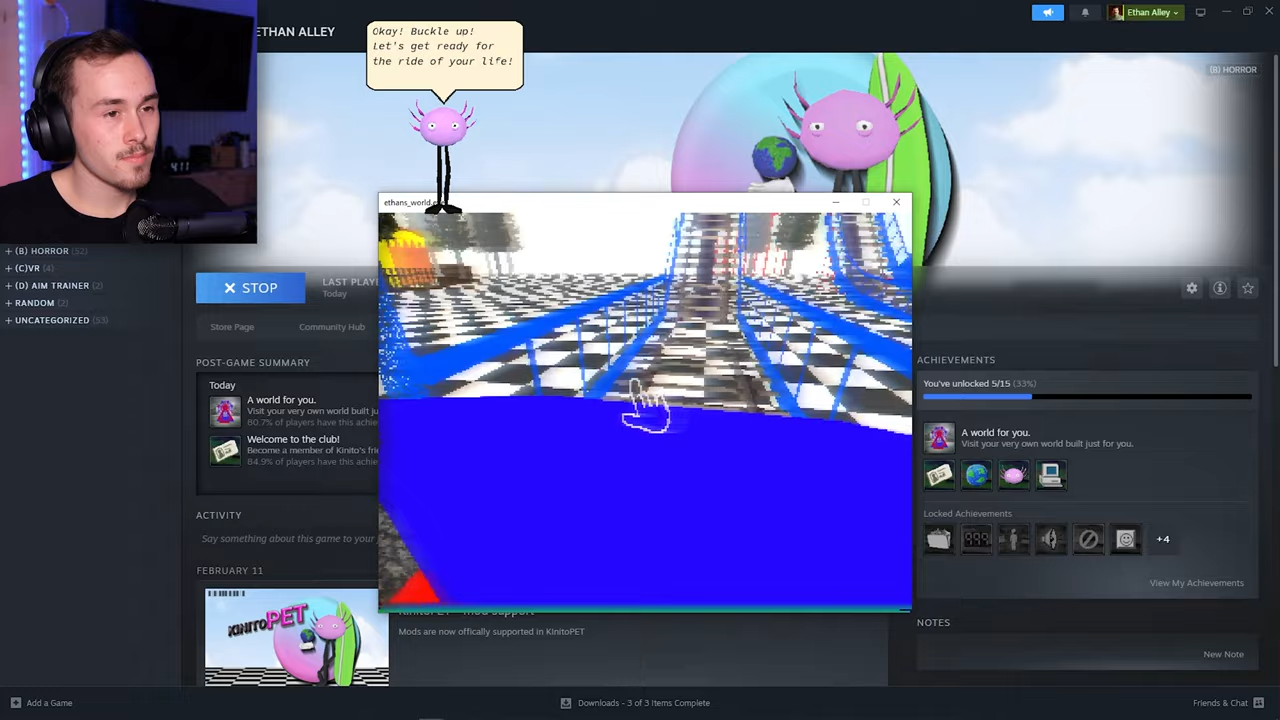 ETHAN ALLEY
Okay! Buckle up!
Let's get ready for
the ride of your life!
Ethan Alley
(B) HORROR
ethans_world.
+ (B) HORROR (52)
+ (C)VR (4)
+ (D) AIM TRAINER (2)
+ RANDOM (2)
+ UNCATEGORIZED (53)
STOP
LAST PLAYE
Today
Store Page
Community Hub
POST-GAME SUMMARY
Today
A world for you.
Visit your very own world built ju
80.7% of players have this achie
Welcome to the club!
Become a member of Kinito's frie
84.9% of players have this achie
ACTIVITY
Say something about this game to your
FEBRUARY 11
KINITOPET
Mods are now offically supported in KinitoPET
ACHIEVEMENTS
You've unlocked 5/15 (33%)
A world for you.
Visit your very own world built just for you.
Locked Achievements
999
+4
View My Achievements
NOTES
New Note
Add a Game
Downloads - 3 of 3 Items Complete
Friends & Chat